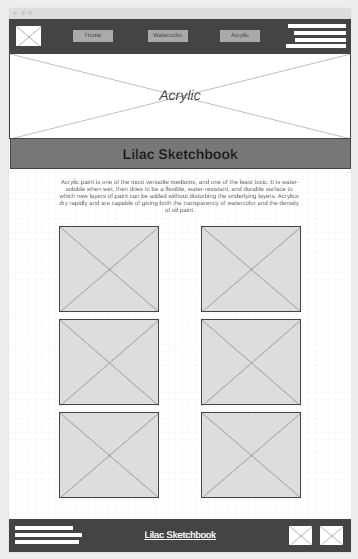 Home Watercolor Acrylic
Acrylic
Lilac Sketchbook
Acrylic paint is one of the most versatile mediums, and one of the least toxic. It is water-
soluble when wet, then dries to be a flexible, water-resistant, and durable surface to
which new layers of paint can be added without disturbing the underlying layers. Acrylics
dry rapidly and are capable of giving both the transparency of watercolor and the density
of oil paint.
Lilac Sketchbook